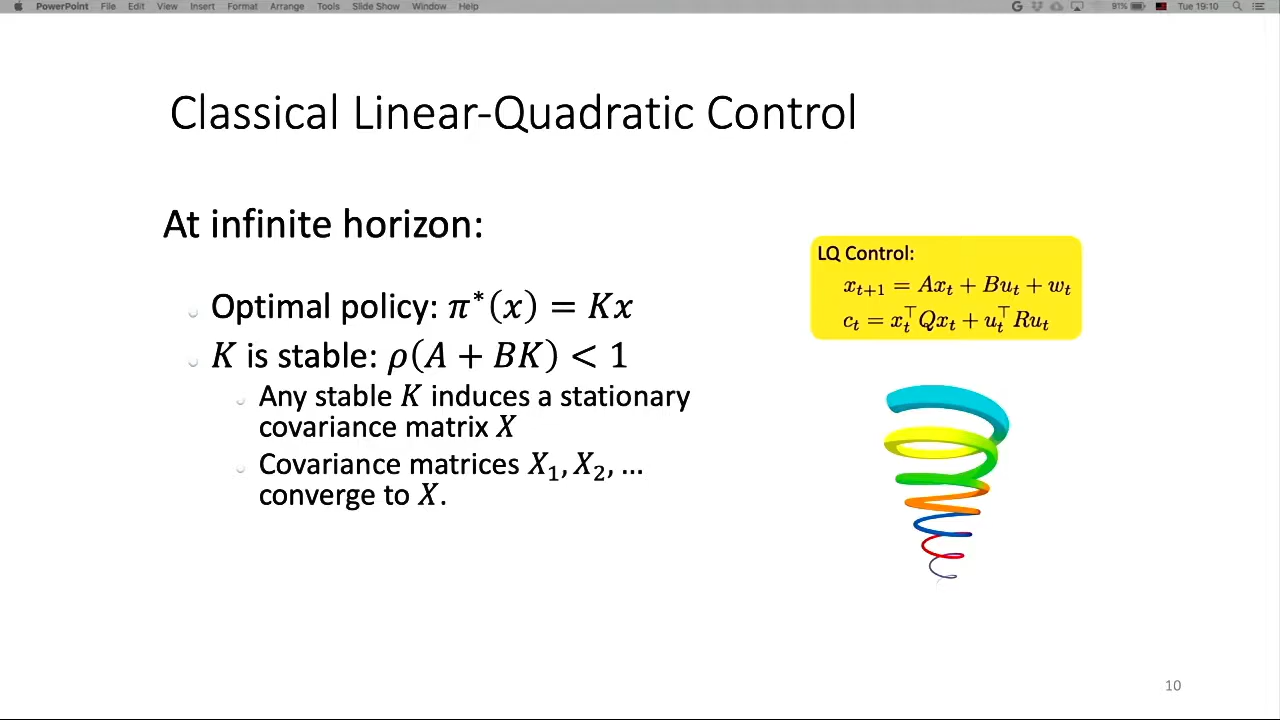 PowerPoint File Edit View Insert Format Arrange Tools Slide Show Window Help 91% Tue 19:10
Classical Linear-Quadratic Control
At infinite horizon:
Optimal policy: π*(x) = Kx
K is stable: ρ(A + BK) < 1
Any stable K induces a stationary
covariance matrix X
Covariance matrices X₁, X₂, ...
converge to X.
LQ Control:
xₜ₊₁ = Axₜ + Buₜ + wₜ
cₜ = xₜ⊤Qxₜ + uₜ⊤Ruₜ
10